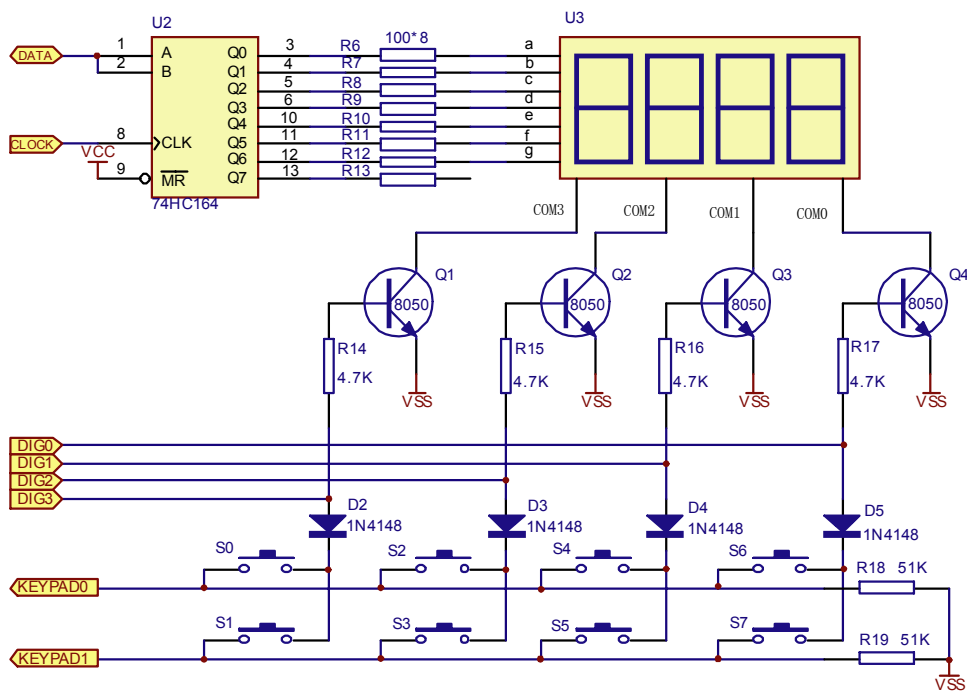 U2
U3
DATA
1
A
Q0
3
R6
100*8
a
2
B
Q1
4
R7
b
Q2
5
R8
c
Q3
6
R9
d
Q4
10
R10
e
CLOCK
8
CLK
Q5
11
R11
f
VCC
Q6
12
R12
g
9
MR
Q7
13
R13
74HC164
COM3
COM2
COM1
COM0
Q1
Q2
Q3
Q4
8050
8050
8050
8050
R14
R15
R16
R17
4.7K
4.7K
4.7K
4.7K
VSS
VSS
VSS
VSS
DIG0
DIG1
DIG2
DIG3
D2
D3
D4
D5
1N4148
1N4148
1N4148
1N4148
S0
S2
S4
S6
R18 51K
KEYPAD0
S1
S3
S5
S7
R19 51K
KEYPAD1
VSS